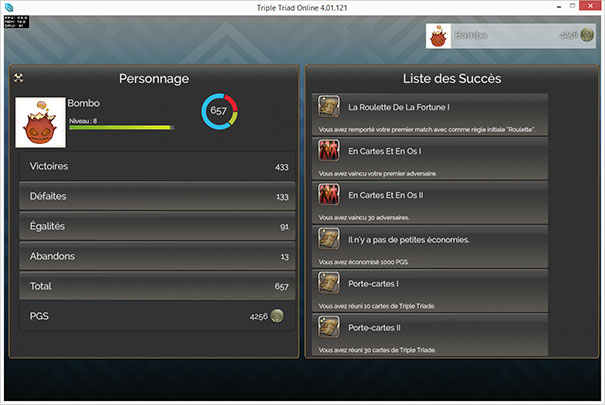 Triple Triad Online 4.01.121
Bombo
4256
Personnage
Bombo
Niveau : 8
657
Victoires
433
Défaites
133
Égalités
91
Abandons
13
Total
657
PGS
4256
Liste des Succès
La Roulette De La Fortune I
Vous avez remporté votre premier match avec comme règle initiale "Roulette".
En Cartes Et En Os I
Vous avez vaincu votre premier adversaire.
En Cartes Et En Os II
Vous avez vaincu 30 adversaires.
Il n'y a pas de petites économies.
Vous avez économisé 1000 PGS.
Porte-cartes I
Vous avez réuni 10 cartes de Triple Triade.
Porte-cartes II
Vous avez réuni 30 cartes de Triple Triade.